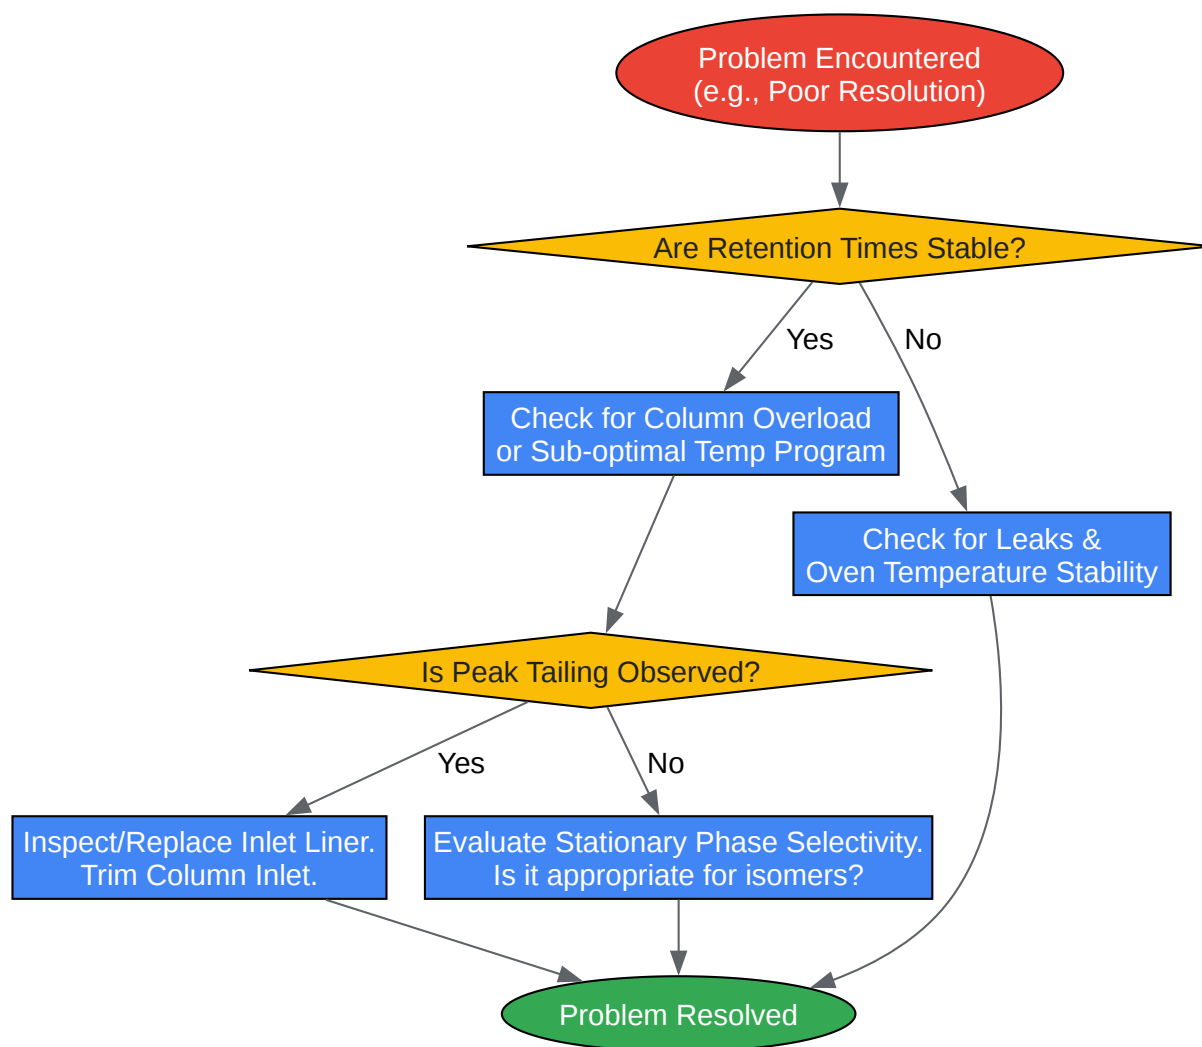 Problem Encountered
(e.g., Poor Resolution)
Are Retention Times Stable?
Yes
No
Check for Column Overload
or Sub-optimal Temp Program
Check for Leaks &
Oven Temperature Stability
Is Peak Tailing Observed?
Yes
No
Inspect/Replace Inlet Liner.
Trim Column Inlet.
Evaluate Stationary Phase Selectivity.
Is it appropriate for isomers?
Problem Resolved